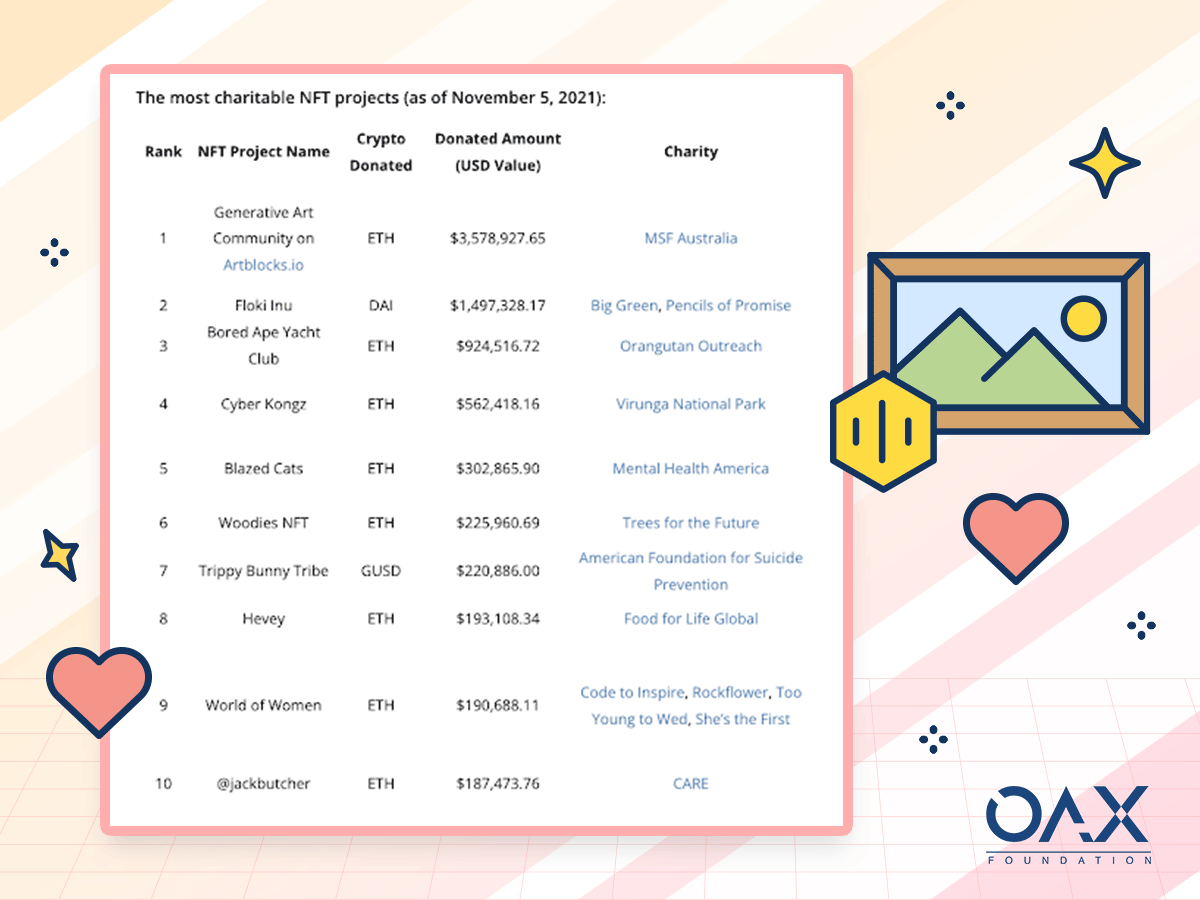 The most charitable NFT projects (as of November 5, 2021):
Rank NFT Project Name Crypto Donated Donated Amount (USD Value) Charity
1 Generative Art Community on Artblocks.io ETH $3,578,927.65 MSF Australia
2 Floki Inu DAI $1,497,328.17 Big Green, Pencils of Promise
3 Bored Ape Yacht Club ETH $924,516.72 Orangutan Outreach
4 Cyber Kongz ETH $562,418.16 Virunga National Park
5 Blazed Cats ETH $302,865.90 Mental Health America
6 Woodies NFT ETH $225,960.69 Trees for the Future
7 Trippy Bunny Tribe GUSD $220,886.00 American Foundation for Suicide Prevention
8 Hevey ETH $193,108.34 Food for Life Global
9 World of Women ETH $190,688.11 Code to Inspire, Rockflower, Too Young to Wed, She's the First
10 @jackbutcher ETH $187,473.76 CARE
OAX
FOUNDATION